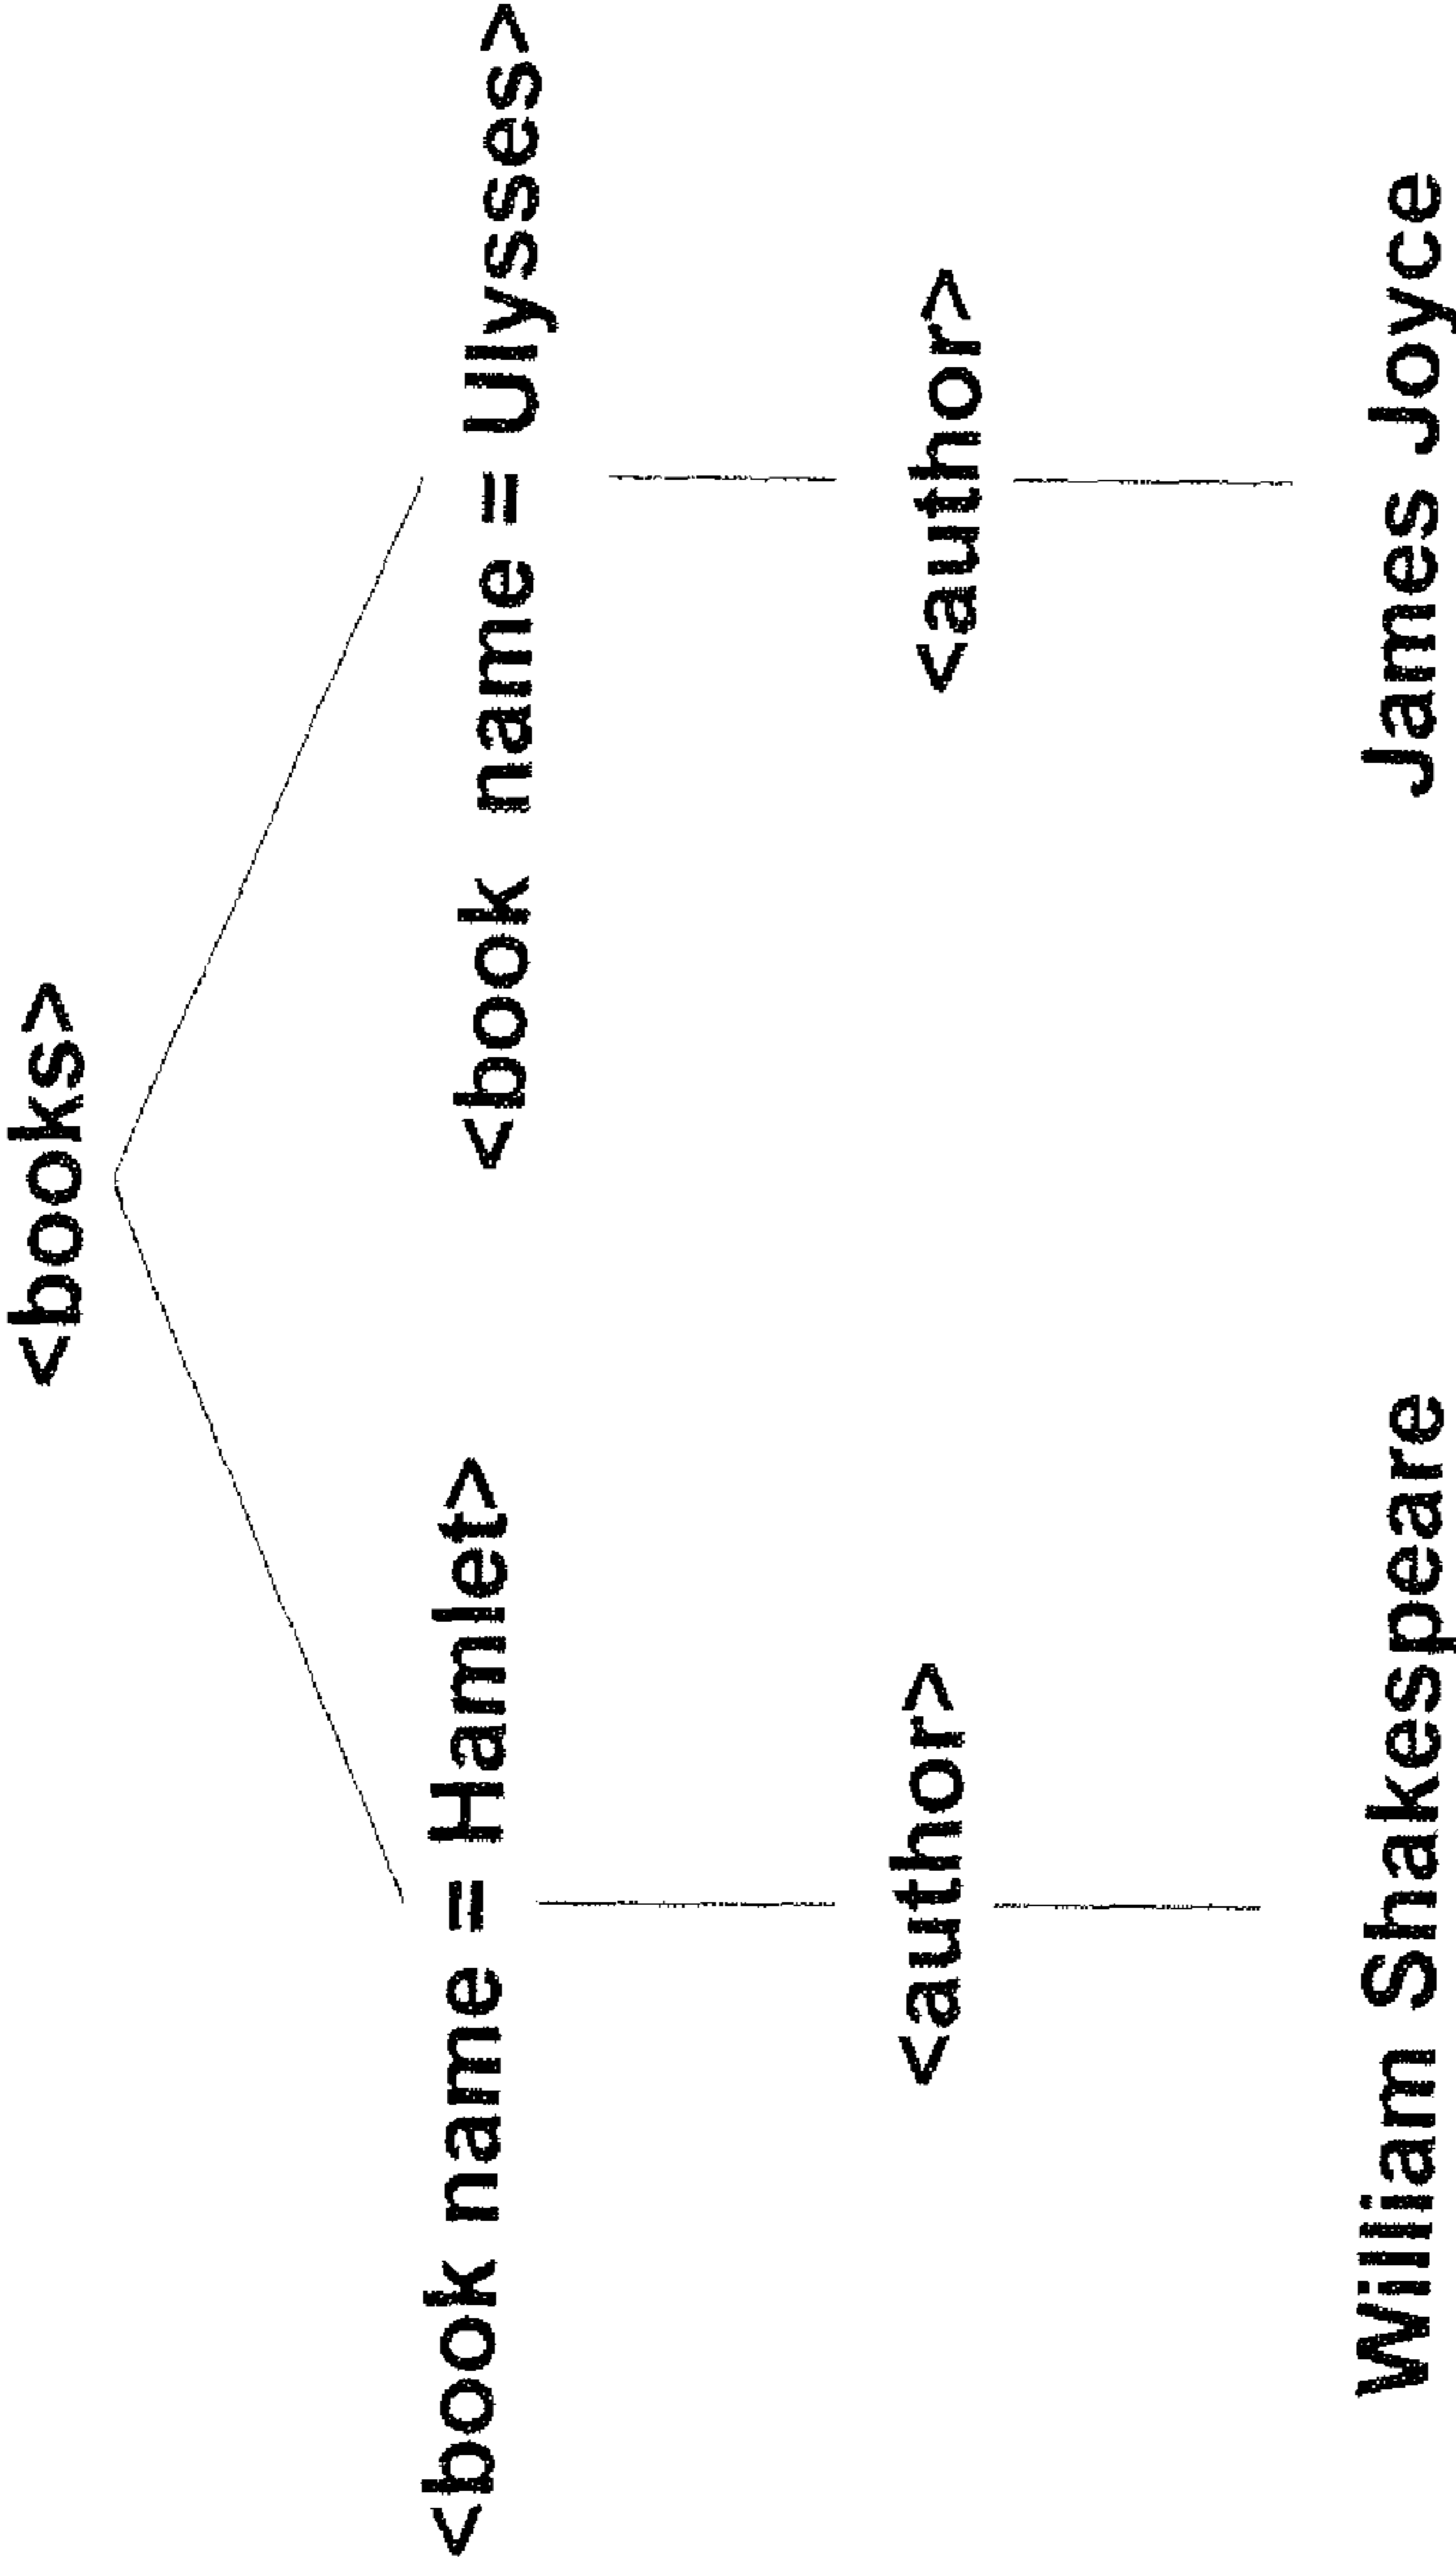 <books>
<book name = Hamlet>
<book name = Ulysses>
<author>
<author>
William Shakespeare
James Joyce